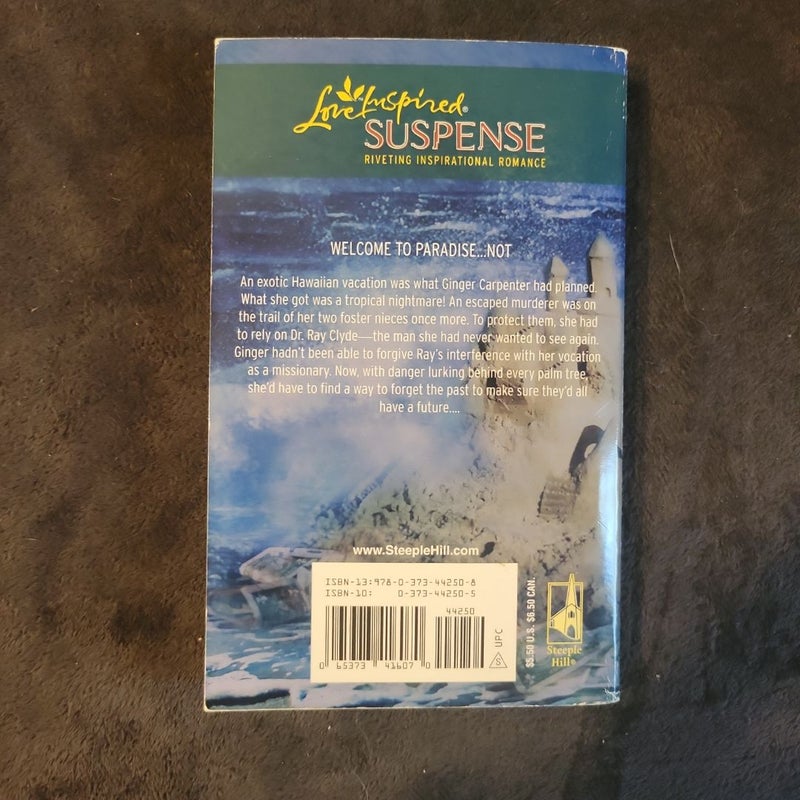 Love Inspired®
SUSPENSE
RIVETING INSPIRATIONAL ROMANCE
WELCOME TO PARADISE...NOT
An exotic Hawaiian vacation was what Ginger Carpenter had planned.
What she got was a tropical nightmare! An escaped murderer was on
the trail of her two foster nieces once more. To protect them, she had
to rely on Dr. Ray Clyde—the man she had never wanted to see again.
Ginger hadn't been able to forgive Ray's interference with her vocation
as a missionary. Now, with danger lurking behind every palm tree,
she'd have to find a way to forget the past to make sure they'd all
have a future....
www.SteepleHill.com
ISBN-13:978-0-373-44250-8
ISBN-10: 0-373-44250-5
44250
0 65373 41607 0
S UPC
$5.50 U.S. $6.50 CAN.
Steeple
Hill®